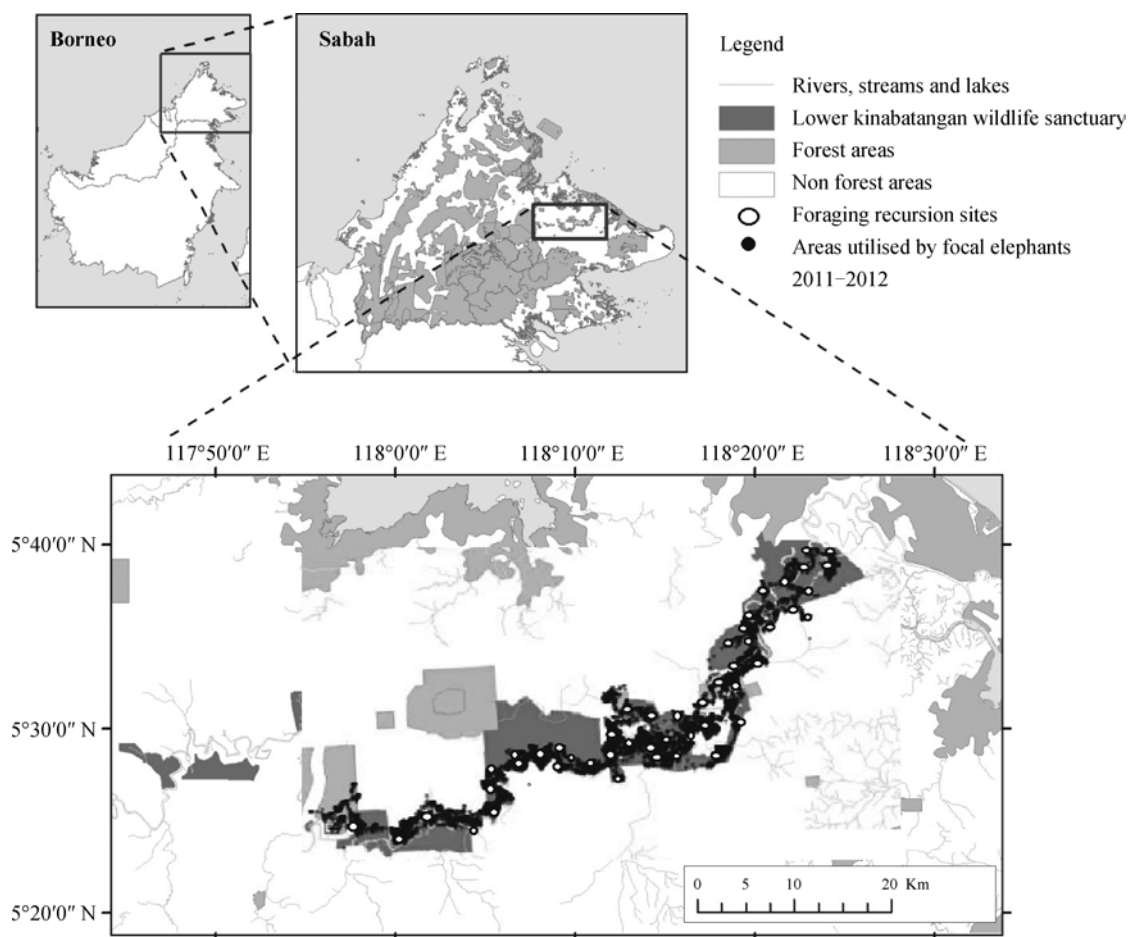 Borneo
Sabah
Legend
Rivers, streams and lakes
Lower kinabatangan wildlife sanctuary
Forest areas
Non forest areas
Foraging recursion sites
Areas utilised by focal elephants
2011−2012
117°50′0″ E 118°0′0″ E 118°10′0″ E 118°20′0″ E 118°30′0″ E
5°40′0″ N
5°30′0″ N
5°20′0″ N
0 5 10 20 Km